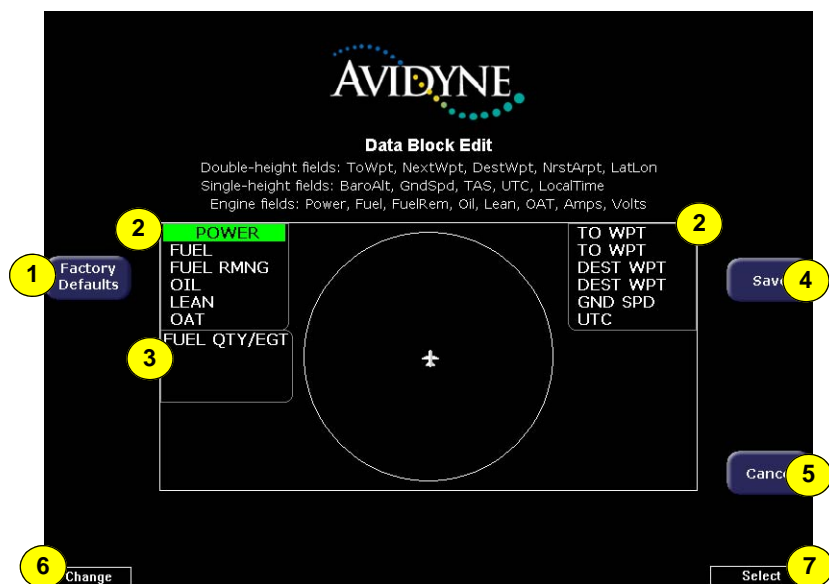 AVIDYNE
Data Block Edit
Double-height fields: ToWpt, NextWpt, DestWpt, NrstArpt, LatLon
Single-height fields: BaroAlt, GndSpd, TAS, UTC, LocalTime
Engine fields: Power, Fuel, FuelRem, Oil, Lean, OAT, Amps, Volts
2
POWER
FUEL
FUEL RMNG
OIL
LEAN
OAT
2
TO WPT
TO WPT
DEST WPT
DEST WPT
GND SPD
UTC
1
Factory
Defaults
Save
4
3
FUEL QTY/EGT
Cance
5
6
Change
7
Select